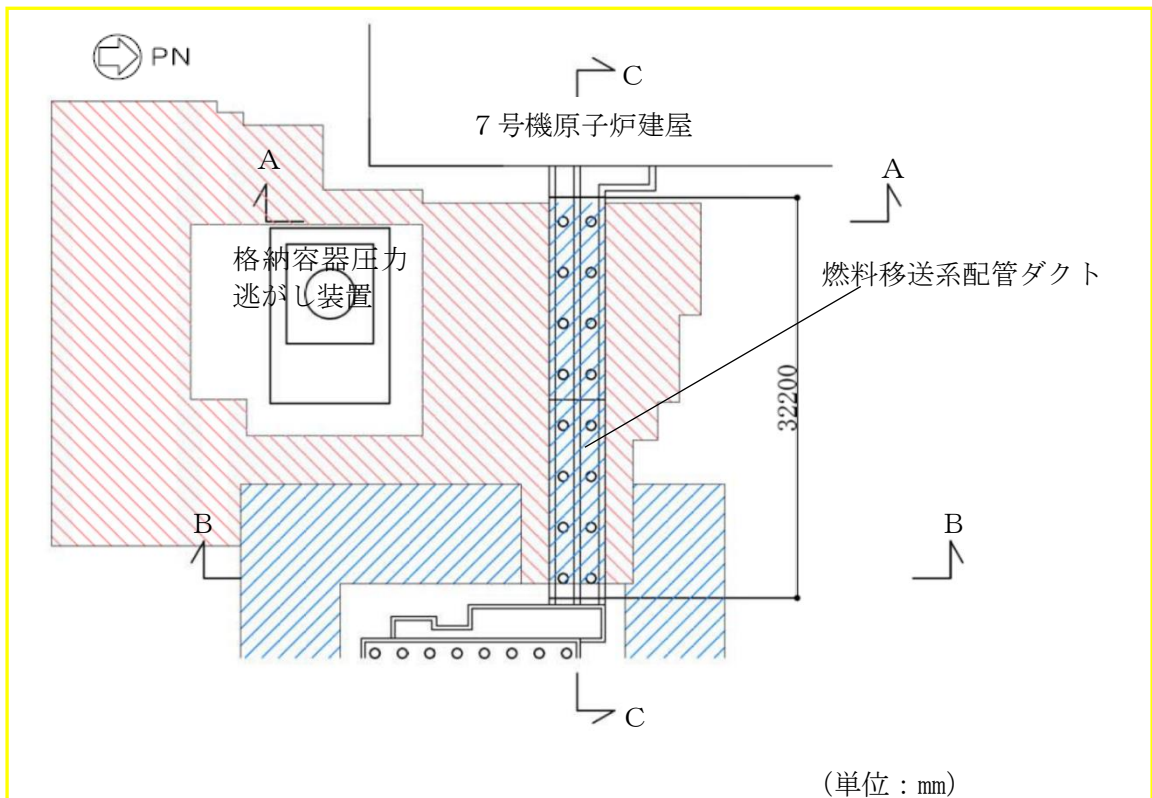 PN
C
７号機原子炉建屋
A
A
格納容器圧力
逃がし装置
燃料移送系配管ダクト
32200
B
B
C
（単位：㎜）